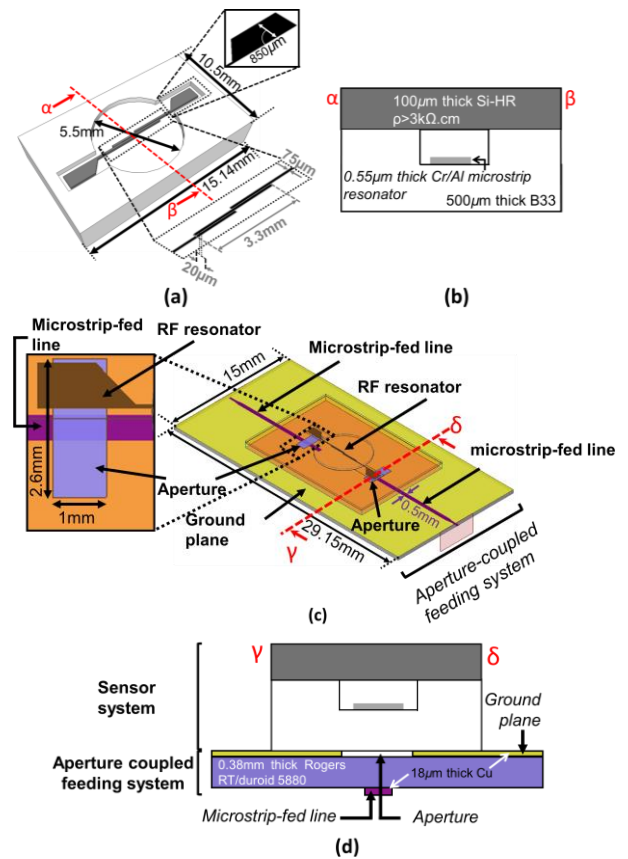 850µm
α
10.5mm
5.5mm
15.14mm
β
75µm
3.3mm
20µm
(a)
α
100µm thick Si-HR
ρ>3kΩ.cm
β
0.55µm thick Cr/Al microstrip
resonator
500µm thick B33
(b)
Microstrip-fed
line
RF resonator
2.6mm
Aperture
1mm
15mm
Microstrip-fed line
RF resonator
δ
microstrip-fed line
0.5mm
Aperture
Ground
plane
γ
29.15mm
Aperture-coupled
feeding system
(c)
γ
δ
Sensor
system
Ground
plane
Aperture coupled
feeding system
0.38mm thick Rogers
RT/duroid 5880
18µm thick Cu
Microstrip-fed line
Aperture
(d)